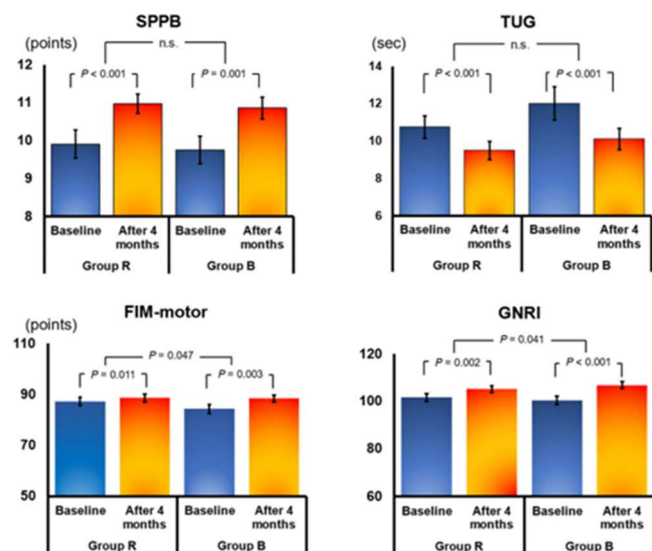 SPPB
(points)
n.s.
P < 0.001
P = 0.001
11
12
10
9
8
Baseline
After 4
months
Baseline
After 4
months
Group R
Group B
TUG
(sec)
n.s.
P < 0.001
P < 0.001
14
12
10
8
6
Baseline
After 4
months
Baseline
After 4
months
Group R
Group B
FIM-motor
(points)
P = 0.047
P = 0.011
P = 0.003
110
90
70
50
Baseline
After 4
months
Baseline
After 4
months
Group R
Group B
GNRI
P = 0.041
P = 0.002
P < 0.001
120
100
80
60
Baseline
After 4
months
Baseline
After 4
months
Group R
Group B